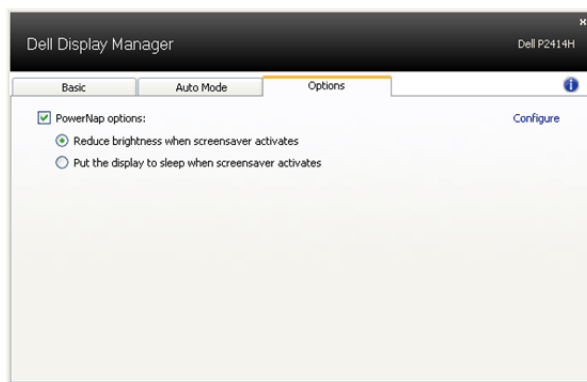 Dell Display Manager
Dell P2414H
Basic
Auto Mode
Options
PowerNap options:
Configure
Reduce brightness when screensaver activates
Put the display to sleep when screensaver activates